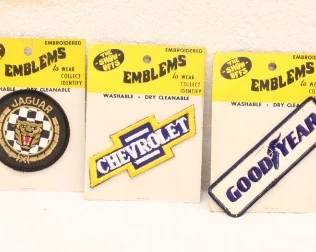 EMBROIDERED
EMBLEMS
to WEAR
COLLECT
IDENTIFY
WASHABLE - DRY CLEANABLE
JAGUAR
EMBROIDERED
EMBLEMS
to WEAR
COLLECT
IDENTIFY
WASHABLE - DRY CLEANABLE
CHEVROLET
EMBROIDERED
EMBLEMS
to WEAR
COLLECT
IDENTIFY
WASHABLE - DRY CLEANABLE
GOODYEAR